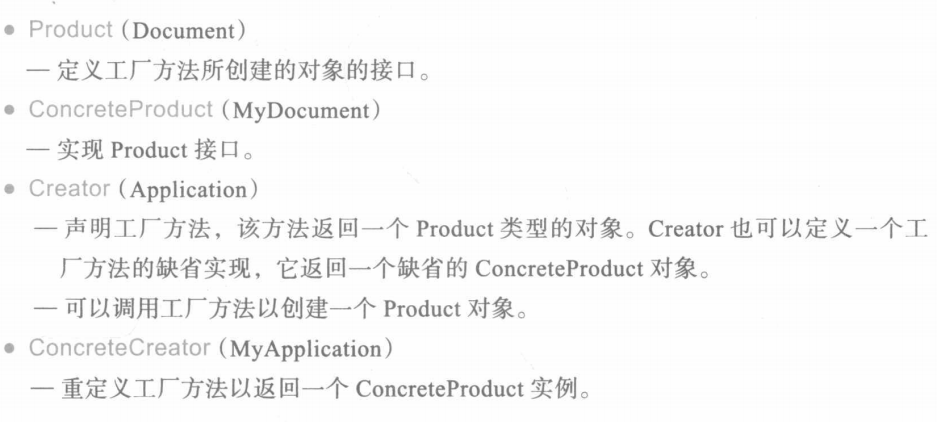 • Product（Document）
— 定义工厂方法所创建的对象的接口。
• ConcreteProduct（MyDocument）
— 实现 Product 接口。
• Creator（Application）
— 声明工厂方法，该方法返回一个 Product 类型的对象。Creator 也可以定义一个工
厂方法的缺省实现，它返回一个缺省的 ConcreteProduct 对象。
— 可以调用工厂方法以创建一个 Product 对象。
• ConcreteCreator（MyApplication）
— 重定义工厂方法以返回一个 ConcreteProduct 实例。